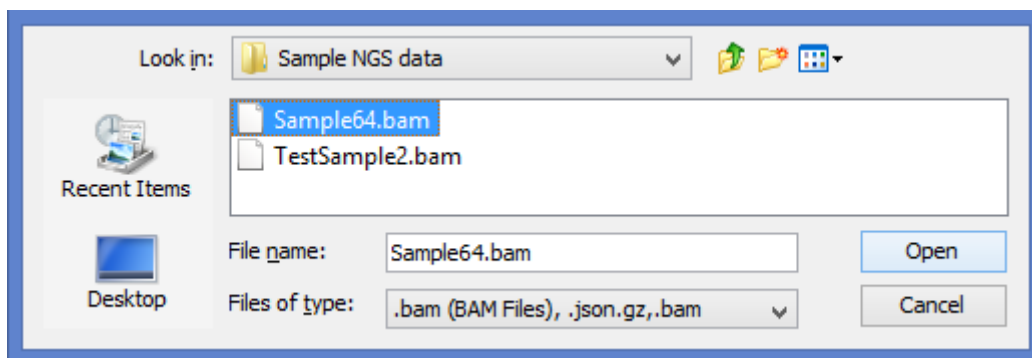 Look in: Sample NGS data
Sample64.bam
TestSample2.bam
Recent Items
File name: Sample64.bam Open
Desktop
Files of type: .bam (BAM Files), .json.gz,.bam Cancel